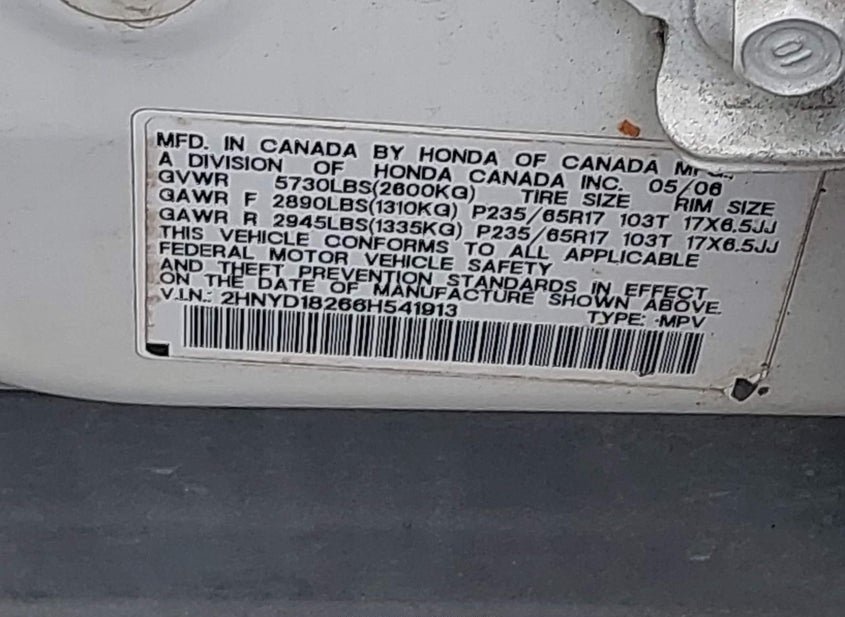 MFD. IN CANADA BY HONDA OF CANADA MFG.,
A DIVISION OF HONDA CANADA INC. 05/06
GVWR 5730LBS(2600KG) TIRE SIZE RIM SIZE
GAWR F 2890LBS(1310KG) P235/65R17 103T 17X6.5JJ
GAWR R 2945LBS(1335KG) P235/65R17 103T 17X6.5JJ
THIS VEHICLE CONFORMS TO ALL APPLICABLE
FEDERAL MOTOR VEHICLE SAFETY
AND THEFT PREVENTION STANDARDS IN EFFECT
ON THE DATE OF MANUFACTURE SHOWN ABOVE.
V.I.N.: 2HNYD18266H541913 TYPE: MPV